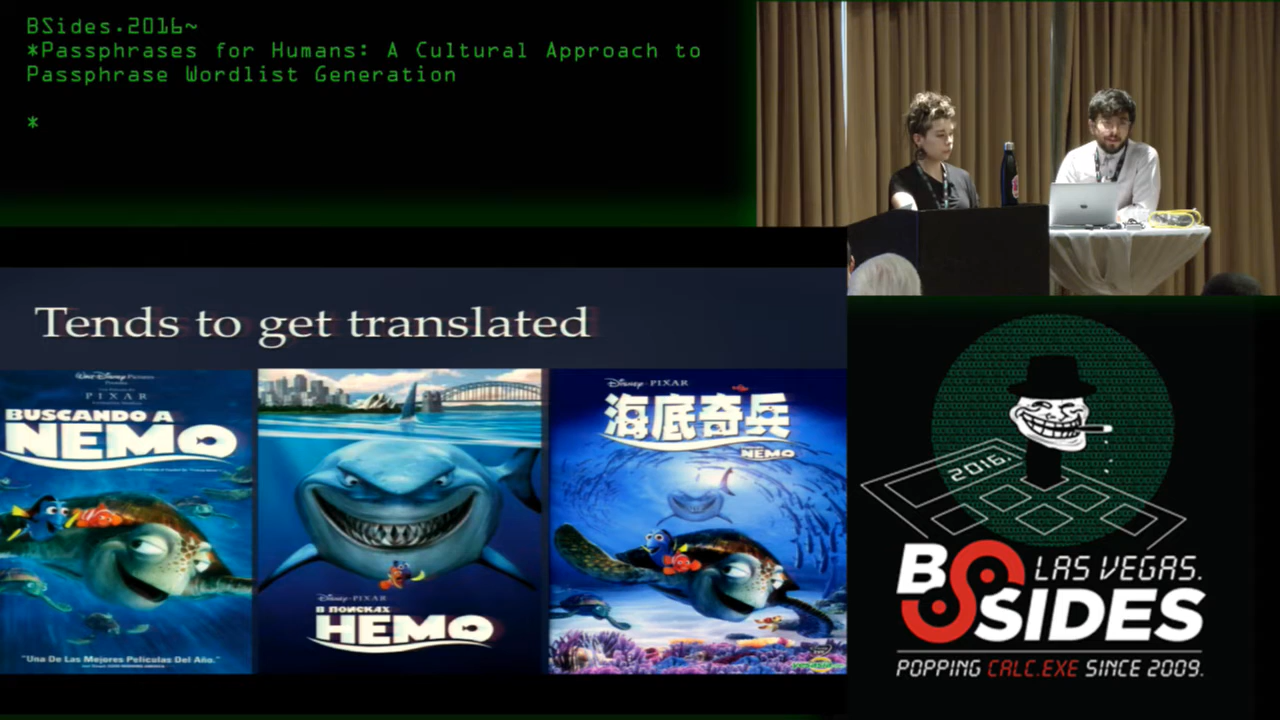 BSides.2016~
*Passphrases for Humans: A Cultural Approach to
Passphrase Wordlist Generation
*
Tends to get translated
Walt Disney Pictures
PIXAR
BUSCANDO A
NEMO
"Una De Las Mejores Películas Del Año."
Disney · PIXAR
В ПОИСКАХ
НЕМО
Disney · PIXAR
海底奇兵
NEMO
2016.
BSIDES
LAS VEGAS.
POPPING CALC.EXE SINCE 2009.